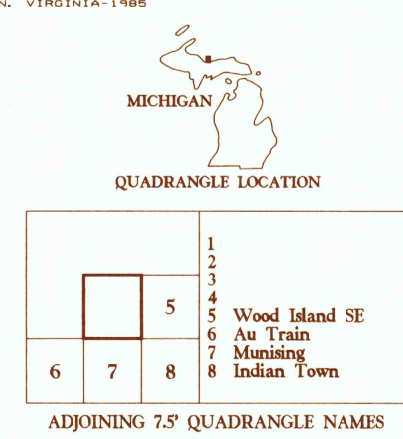 N. VIRGINIA-1985
MICHIGAN
QUADRANGLE LOCATION
1
2
3
4
5 Wood Island SE
6 Au Train
7 Munising
8 Indian Town
5
6 7 8
ADJOINING 7.5' QUADRANGLE NAMES